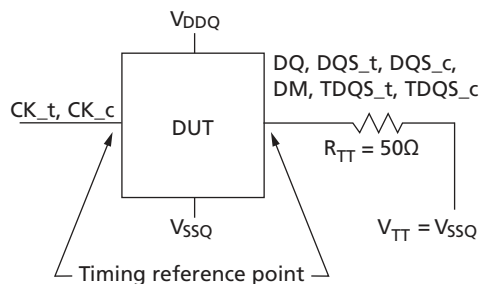 VDDQ
DQ, DQS_t, DQS_c,
DM, TDQS_t, TDQS_c
CK_t, CK_c
DUT
RTT = 50Ω
VSSQ
VTT = VSSQ
Timing reference point